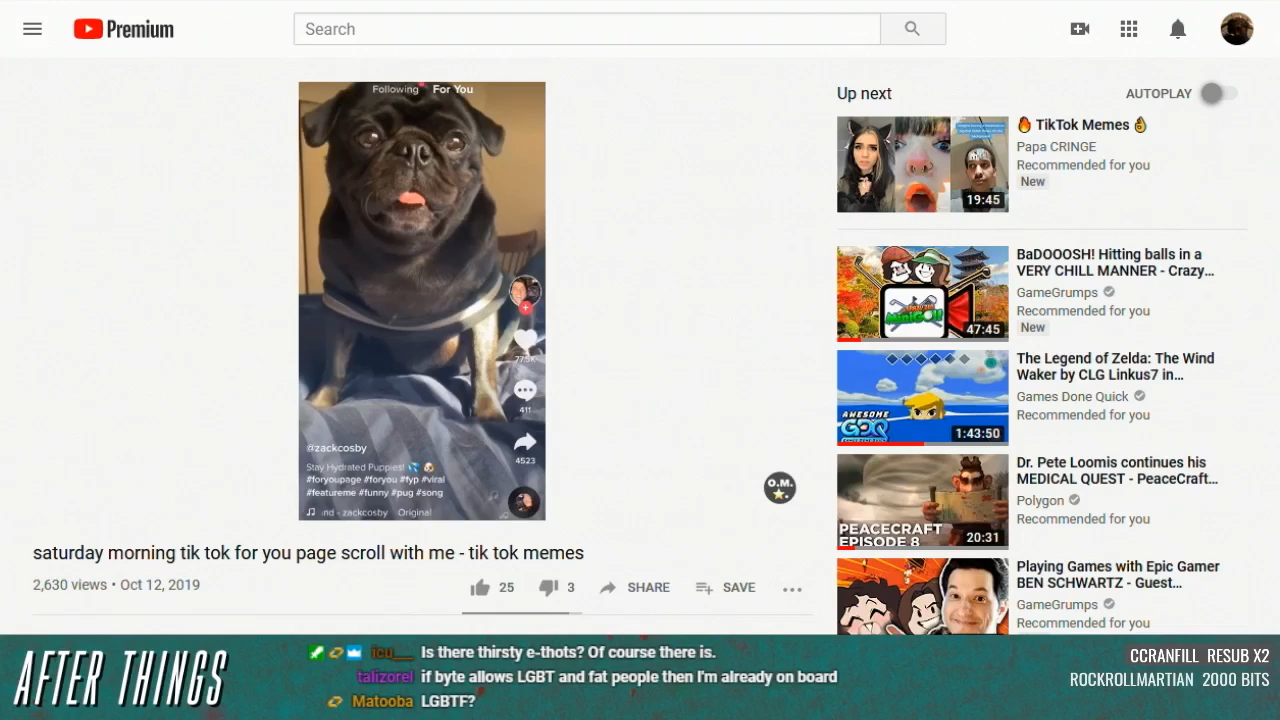 Premium
Search
Following For You
775K
411
4523
@zackcosby
Stay Hydrated Puppies!
#foryoupage #foryou #fyp #viral
#featureme #funny #pug #song
nd - zackcosby Original
O.M.
saturday morning tik tok for you page scroll with me - tik tok memes
2,630 views • Oct 12, 2019
25 3 SHARE SAVE
Up next AUTOPLAY
🔥 TikTok Memes 👌
Papa CRINGE
Recommended for you
New
19:45
BaDOOOSH! Hitting balls in a
VERY CHILL MANNER - Crazy...
GameGrumps
Recommended for you
New
MiniGolf
47:45
The Legend of Zelda: The Wind
Waker by CLG Linkus7 in...
Games Done Quick
Recommended for you
AWESOME
GDQ
1:43:50
Dr. Pete Loomis continues his
MEDICAL QUEST - PeaceCraft...
Polygon
Recommended for you
PEACECRAFT
EPISODE 8
20:31
Playing Games with Epic Gamer
BEN SCHWARTZ - Guest...
GameGrumps
Recommended for you
AFTER THINGS
icu__ Is there thirsty e-thots? Of course there is.
talizorel if byte allows LGBT and fat people then I'm already on board
Matooba LGBTF?
CCRANFILL RESUB X2
ROCKROLLMARTIAN 2000 BITS